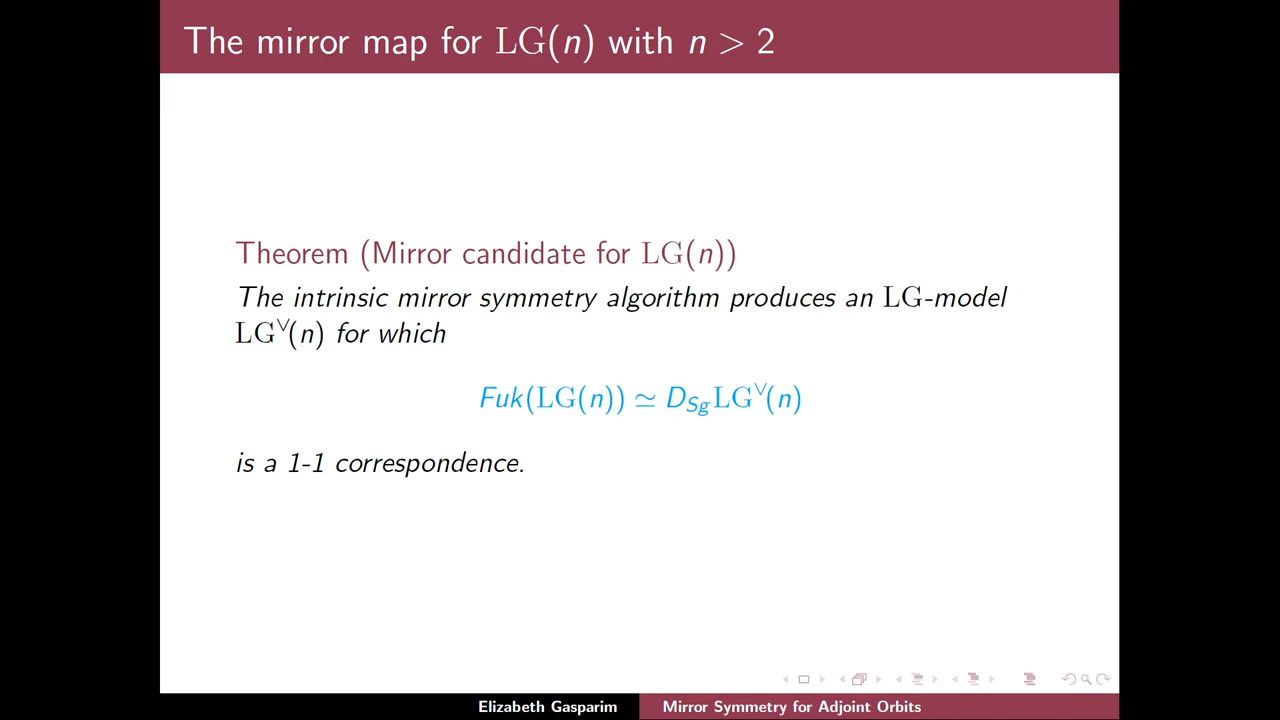 The mirror map for LG(n) with n > 2
Theorem (Mirror candidate for LG(n))
The intrinsic mirror symmetry algorithm produces an LG-model
LG∨(n) for which
Fuk(LG(n)) ≃ D_Sg LG∨(n)
is a 1-1 correspondence.
Elizabeth Gasparim
Mirror Symmetry for Adjoint Orbits